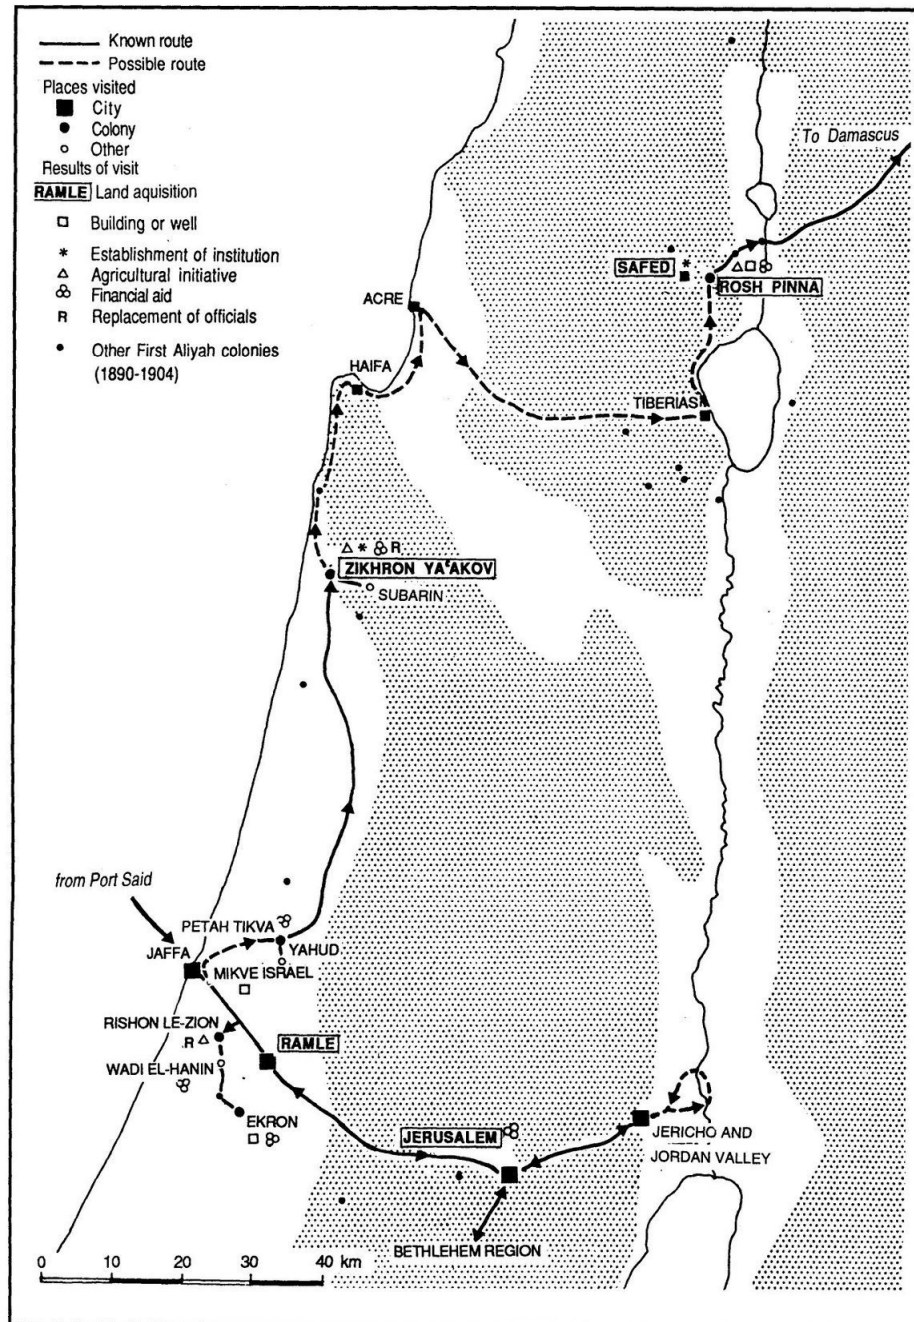 Known route
Possible route
Places visited
City
Colony
Other
Results of visit
RAMLE Land aquisition
Building or well
* Establishment of institution
Agricultural initiative
Financial aid
R Replacement of officials
Other First Aliyah colonies
(1890-1904)
To Damascus
SAFED *
ROSH PINNA
ACRE
HAIFA
TIBERIAS
* R
ZIKHRON YA'AKOV
SUBARIN
from Port Said
PETAH TIKVA
YAHUD
JAFFA
MIKVE ISRAEL
RISHON LE-ZION
R
RAMLE
WADI EL-HANIN
EKRON
JERUSALEM
JERICHO AND
JORDAN VALLEY
BETHLEHEM REGION
0 10 20 30 40 km